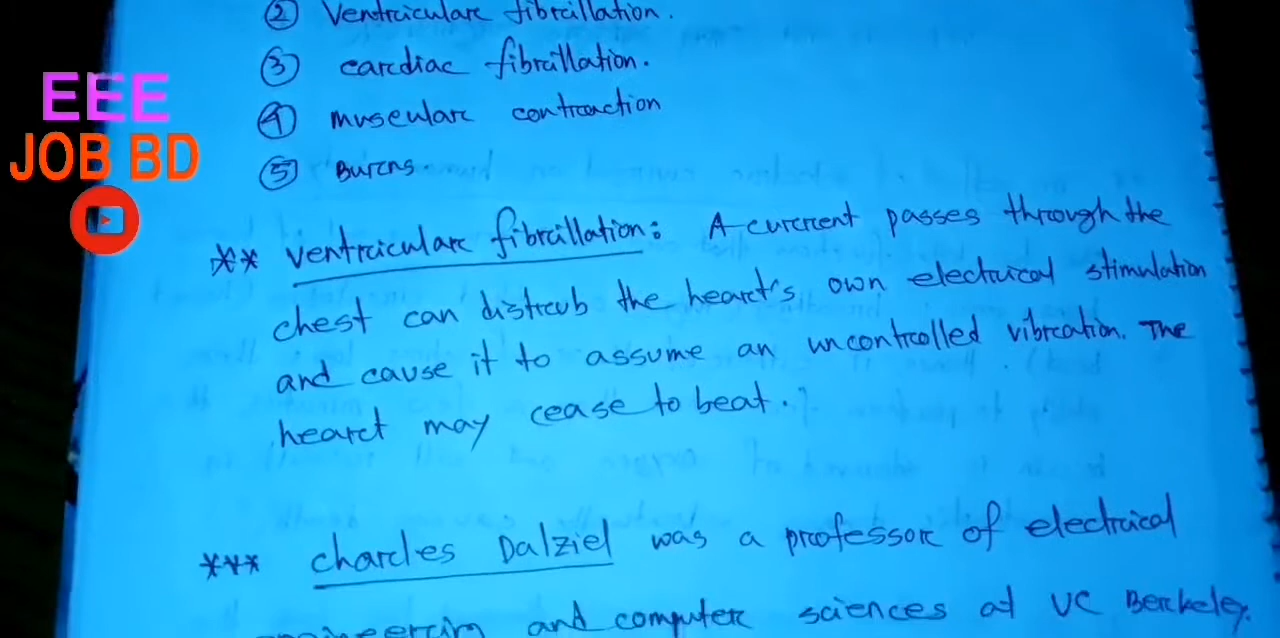 ② Ventricular fibrillation.
③ cardiac fibrillation.
④ muscular contraction
⑤ Burns
EEE
JOB BD
** ventricular fibrillation: A current passes through the
chest can distrub the heart's own electrical stimulation
and cause it to assume an uncontrolled vibration. The
heart may cease to beat.
*** Charles Dalziel was a professor of electrical
engineering and computer sciences at UC Berkeley.